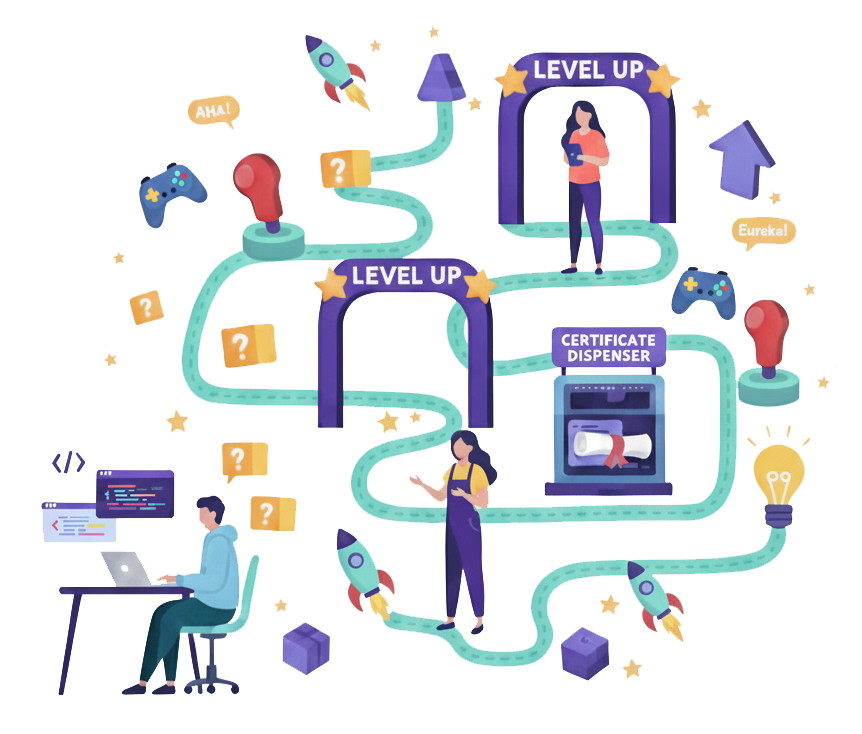 LEVEL UP
AHA!
?
Eureka!
LEVEL UP
?
?
CERTIFICATE
DISPENSER
</>
?
?